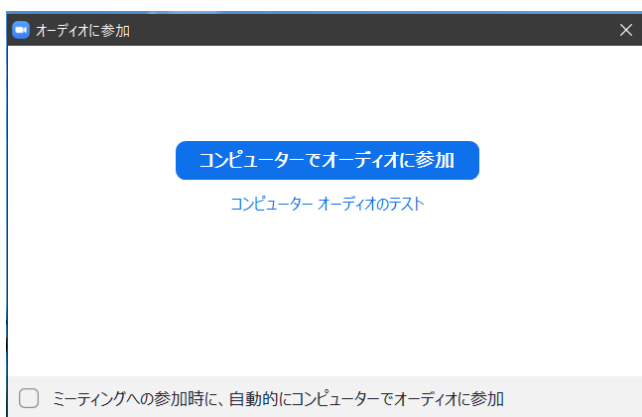 オーディオに参加
コンピューターでオーディオに参加
コンピューター オーディオのテスト
ミーティングへの参加時に、自動的にコンピューターでオーディオに参加